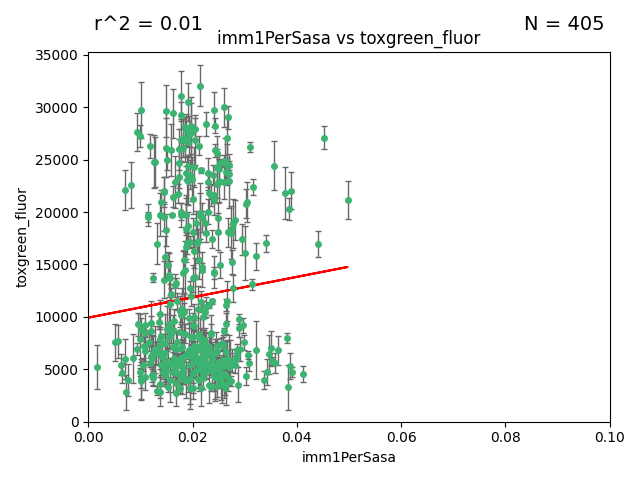 r^2 = 0.01
N = 405
imm1PerSasa vs toxgreen_fluor
35000
30000
25000
20000
15000
10000
5000
0
toxgreen_fluor
0.00
0.02
0.04
0.06
0.08
0.10
imm1PerSasa